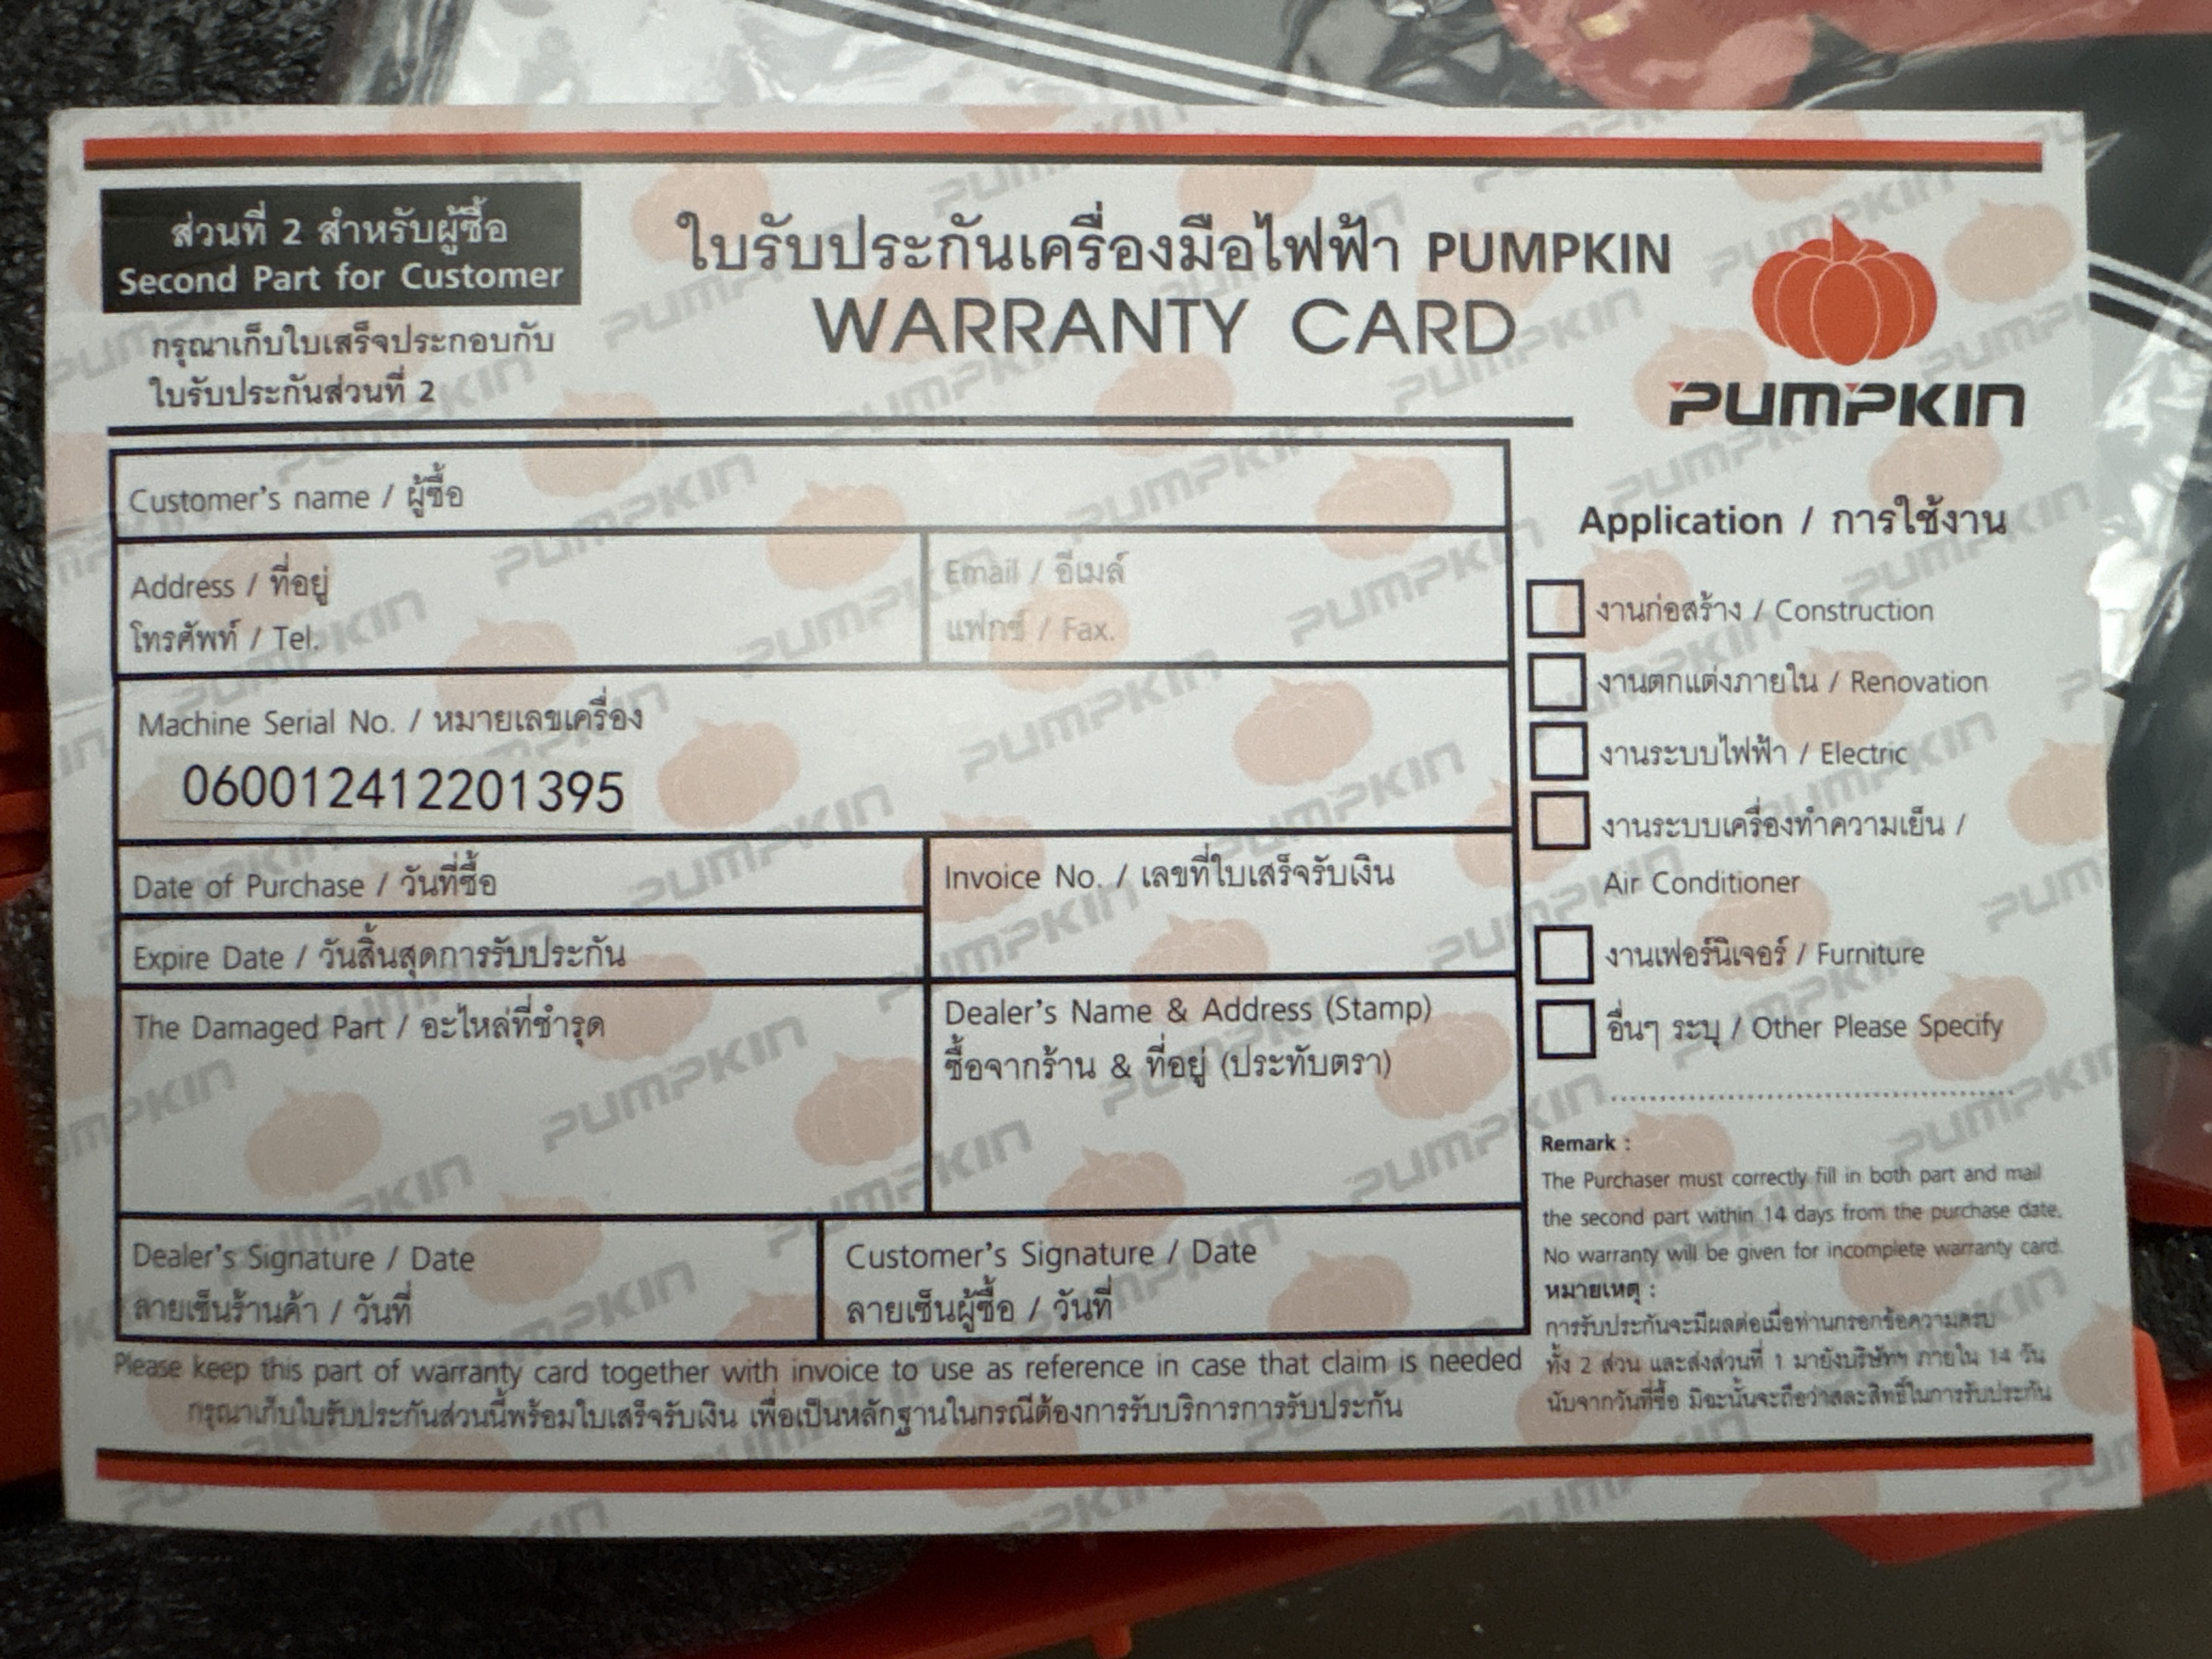 ส่วนที่ 2 สำหรับผู้ซื้อ
Second Part for Customer
กรุณาเก็บใบเสร็จประกอบกับ
ใบรับประกันส่วนที่ 2
ใบรับประกันเครื่องมือไฟฟ้า PUMPKIN
WARRANTY CARD
PUMPKIN
Customer's name / ผู้ซื้อ
Address / ที่อยู่
โทรศัพท์ / Tel.
Email / อีเมล์
แฟกซ์ / Fax.
Machine Serial No. / หมายเลขเครื่อง
060012412201395
Date of Purchase / วันที่ซื้อ
Expire Date / วันสิ้นสุดการรับประกัน
Invoice No. / เลขที่ใบเสร็จรับเงิน
The Damaged Part / อะไหล่ที่ชำรุด
Dealer's Name & Address (Stamp)
ซื้อจากร้าน & ที่อยู่ (ประทับตรา)
Dealer's Signature / Date
ลายเซ็นร้านค้า / วันที่
Customer's Signature / Date
ลายเซ็นผู้ซื้อ / วันที่
Please keep this part of warranty card together with invoice to use as reference in case that claim is needed
กรุณาเก็บใบรับประกันส่วนนี้พร้อมใบเสร็จรับเงิน เพื่อเป็นหลักฐานในกรณีต้องการรับบริการการรับประกัน
Application / การใช้งาน
งานก่อสร้าง / Construction
งานตกแต่งภายใน / Renovation
งานระบบไฟฟ้า / Electric
งานระบบเครื่องทำความเย็น /
Air Conditioner
งานเฟอร์นิเจอร์ / Furniture
อื่นๆ ระบุ / Other Please Specify
Remark :
The Purchaser must correctly fill in both part and mail
the second part within 14 days from the purchase date.
No warranty will be given for incomplete warranty card.
หมายเหตุ :
การรับประกันจะมีผลต่อเมื่อท่านกรอกข้อความครบ
ทั้ง 2 ส่วน และส่งส่วนที่ 1 มายังบริษัทฯ ภายใน 14 วัน
นับจากวันที่ซื้อ มิฉะนั้นจะถือว่าสละสิทธิ์ในการรับประกัน